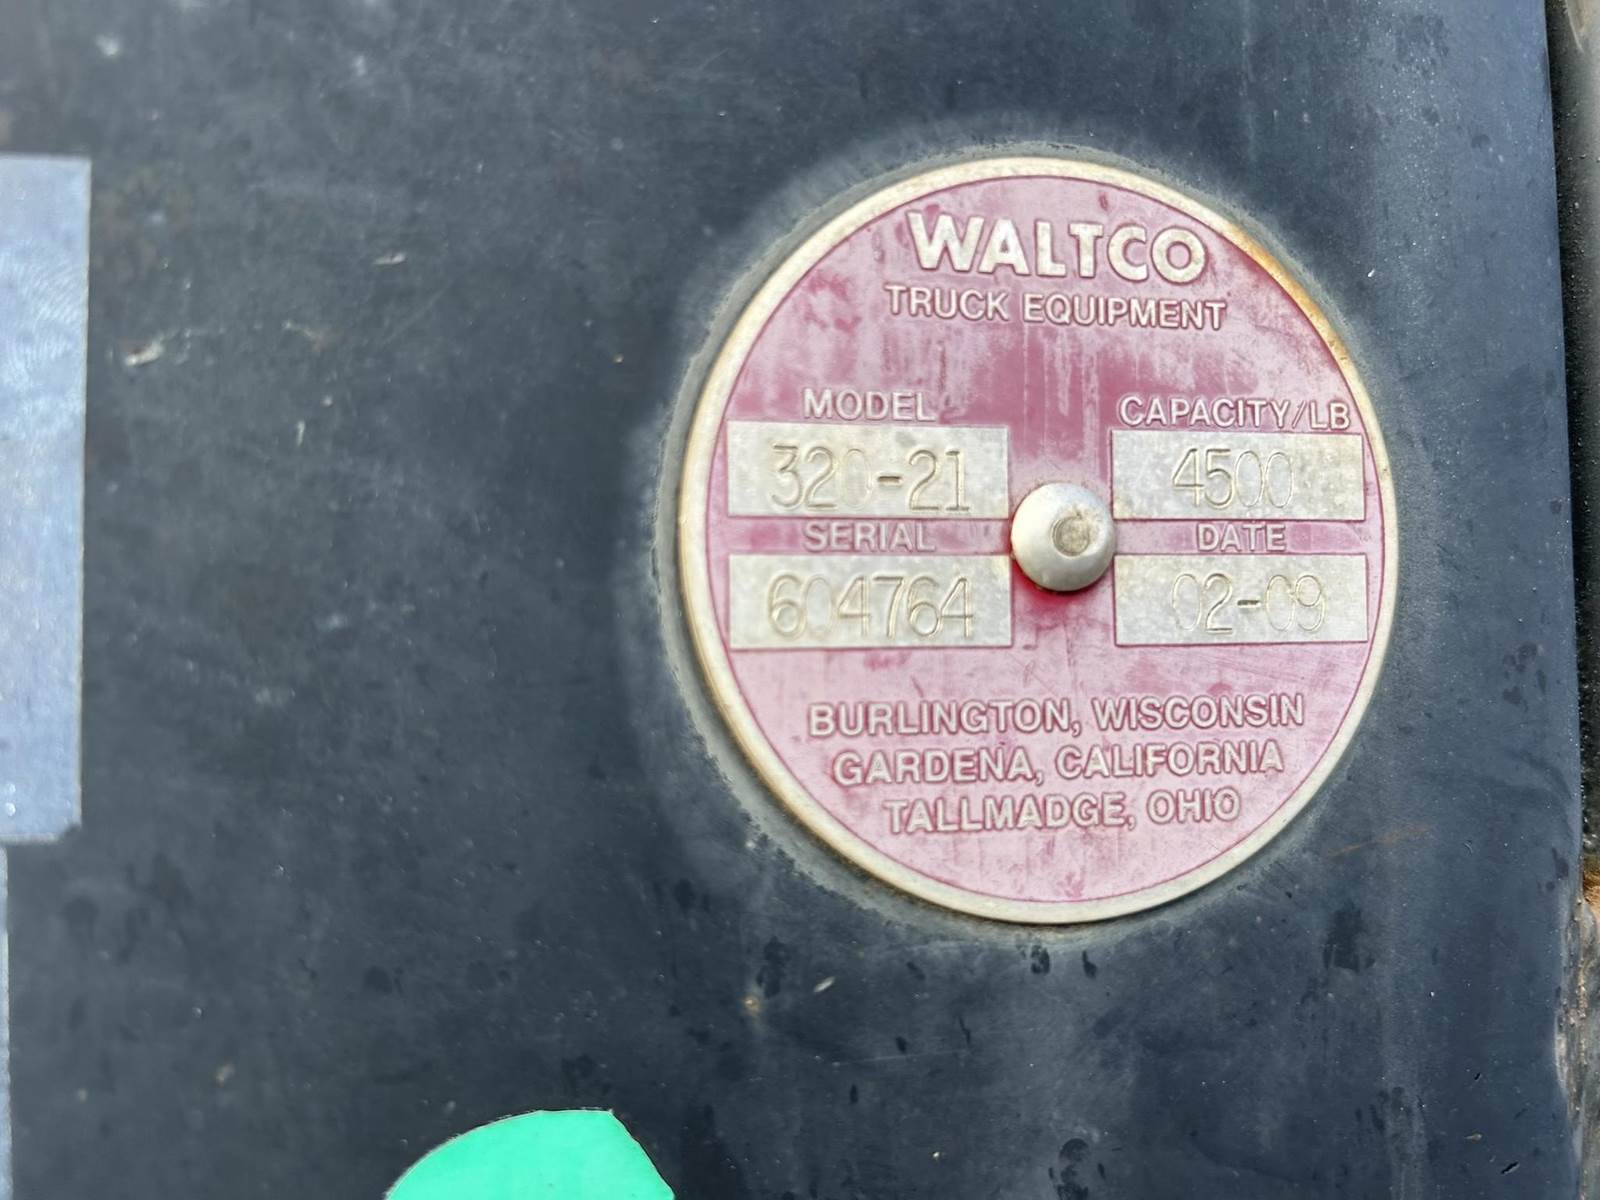 WALTCO
TRUCK EQUIPMENT
MODEL CAPACITY/LB
320-21 4500
SERIAL DATE
604764 02-09
BURLINGTON, WISCONSIN
GARDENA, CALIFORNIA
TALLMADGE, OHIO